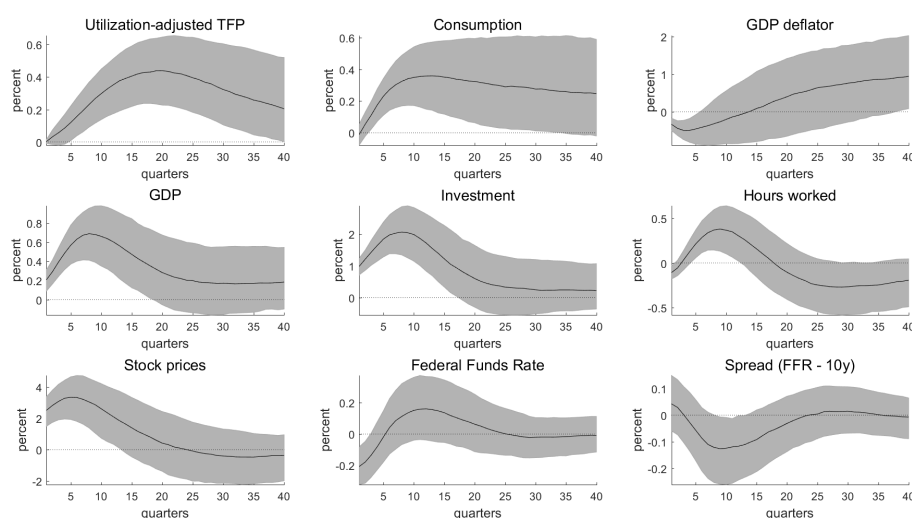 Utilization-adjusted TFP
percent
0.6
0.4
0.2
0
5 10 15 20 25 30 35 40
quarters
Consumption
percent
0.6
0.4
0.2
0
5 10 15 20 25 30 35 40
quarters
GDP deflator
percent
2
1
0
5 10 15 20 25 30 35 40
quarters
GDP
percent
0.8
0.6
0.4
0.2
0
5 10 15 20 25 30 35 40
quarters
Investment
percent
2
1
0
5 10 15 20 25 30 35 40
quarters
Hours worked
percent
0.5
0
-0.5
5 10 15 20 25 30 35 40
quarters
Stock prices
percent
4
2
0
-2
5 10 15 20 25 30 35 40
quarters
Federal Funds Rate
percent
0.2
0
-0.2
5 10 15 20 25 30 35 40
quarters
Spread (FFR - 10y)
percent
0.1
0
-0.1
-0.2
5 10 15 20 25 30 35 40
quarters